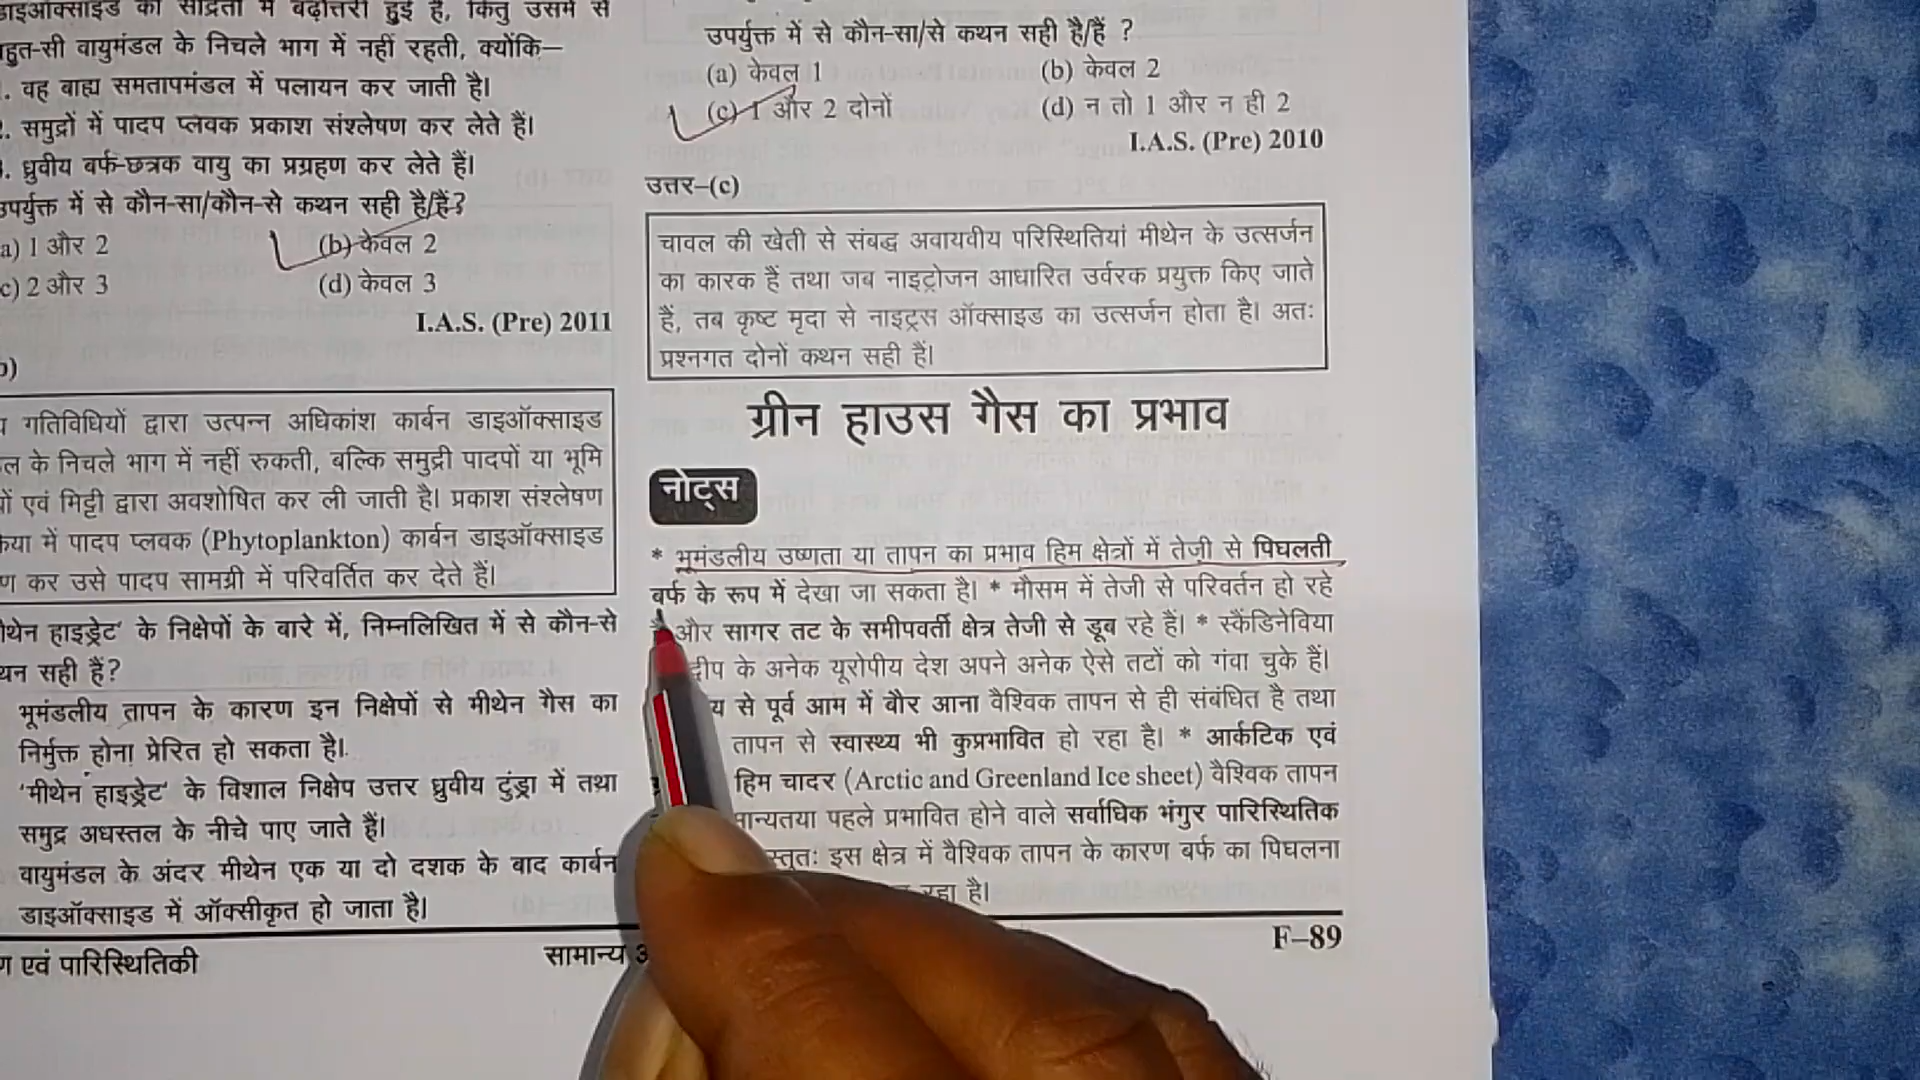 डाइऑक्साइड की सांद्रता में बढ़ोत्तरी हुई है, किंतु उसमें से
बहुत-सी वायुमंडल के निचले भाग में नहीं रहती, क्योंकि—
. वह बाह्य समतापमंडल में पलायन कर जाती है।
. समुद्रों में पादप प्लवक प्रकाश संश्लेषण कर लेते हैं।
. ध्रुवीय बर्फ-छत्रक वायु का प्रग्रहण कर लेते हैं।
उपर्युक्त में से कौन-सा/कौन-से कथन सही है/हैं?
a) 1 और 2 (b) केवल 2
c) 2 और 3 (d) केवल 3
I.A.S. (Pre) 2011
गतिविधियों द्वारा उत्पन्न अधिकांश कार्बन डाइऑक्साइड
के निचले भाग में नहीं रुकती, बल्कि समुद्री पादपों या भूमि
एवं मिट्टी द्वारा अवशोषित कर ली जाती है। प्रकाश संश्लेषण
में पादप प्लवक (Phytoplankton) कार्बन डाइऑक्साइड
कर उसे पादप सामग्री में परिवर्तित कर देते हैं।
हाइड्रेट' के निक्षेपों के बारे में, निम्नलिखित में से कौन-से
सही हैं?
भूमंडलीय तापन के कारण इन निक्षेपों से मीथेन गैस का
निर्मुक्त होना प्रेरित हो सकता है।
'मीथेन हाइड्रेट' के विशाल निक्षेप उत्तर ध्रुवीय टुंड्रा में तथा
समुद्र अधस्तल के नीचे पाए जाते हैं।
वायुमंडल के अंदर मीथेन एक या दो दशक के बाद कार्बन
डाइऑक्साइड में ऑक्सीकृत हो जाता है।
एवं पारिस्थितिकी सामान्य
उपर्युक्त में से कौन-सा/से कथन सही है/हैं ?
(a) केवल 1 (b) केवल 2
(c) 1 और 2 दोनों (d) न तो 1 और न ही 2
I.A.S. (Pre) 2010
उत्तर–(c)
चावल की खेती से संबद्ध अवायवीय परिस्थितियां मीथेन के उत्सर्जन
का कारक हैं तथा जब नाइट्रोजन आधारित उर्वरक प्रयुक्त किए जाते
हैं, तब कृष्ट मृदा से नाइट्रस ऑक्साइड का उत्सर्जन होता है। अतः
प्रश्नगत दोनों कथन सही हैं।
ग्रीन हाउस गैस का प्रभाव
नोट्स
* भूमंडलीय उष्णता या तापन का प्रभाव हिम क्षेत्रों में तेजी से पिघलती
बर्फ के रूप में देखा जा सकता है। * मौसम में तेजी से परिवर्तन हो रहे
और सागर तट के समीपवर्ती क्षेत्र तेजी से डूब रहे हैं। * स्कैंडिनेविया
के अनेक यूरोपीय देश अपने अनेक ऐसे तटों को गंवा चुके हैं।
से पूर्व आम में बौर आना वैश्विक तापन से ही संबंधित है तथा
तापन से स्वास्थ्य भी कुप्रभावित हो रहा है। * आर्कटिक एवं
हिम चादर (Arctic and Greenland Ice sheet) वैश्विक तापन
पहले प्रभावित होने वाले सर्वाधिक भंगुर पारिस्थितिक
इस क्षेत्र में वैश्विक तापन के कारण बर्फ का पिघलना
रहा है।
F–89